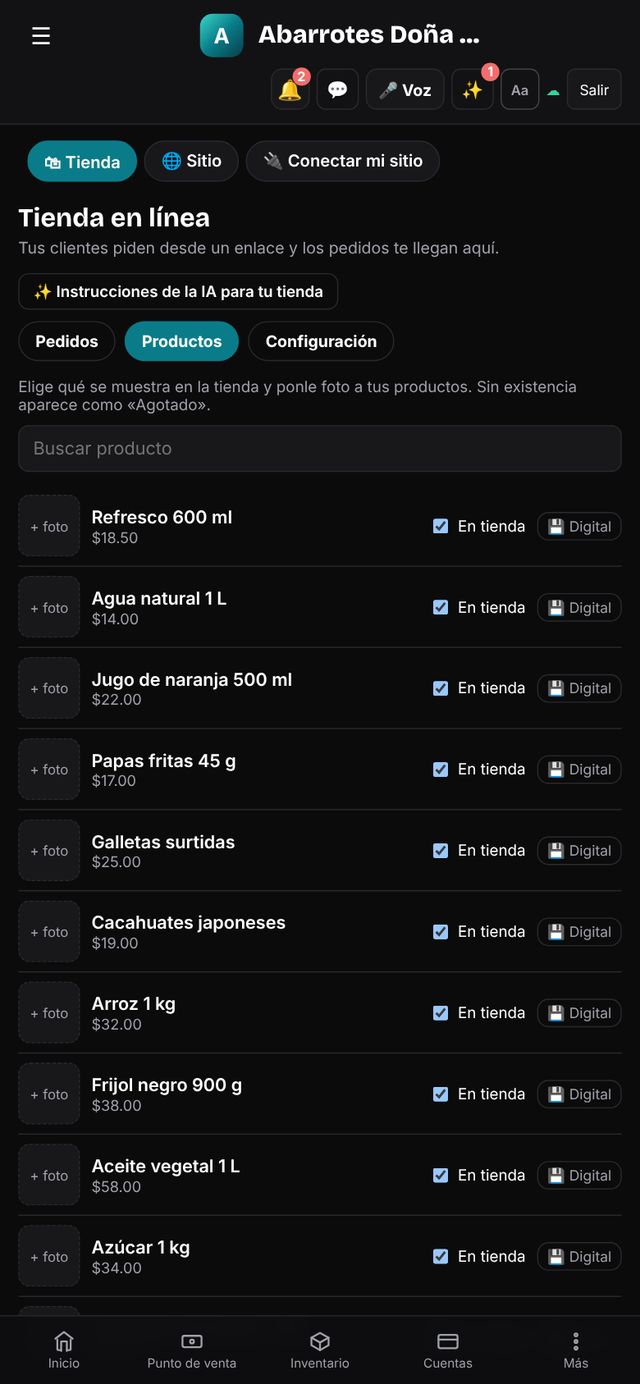 ☰ A Abarrotes Doña ...
🔔 2 💬 🎤 Voz ✨ 1 Aa ☁ Salir
🛍 Tienda 🌐 Sitio 🔌 Conectar mi sitio
Tienda en línea
Tus clientes piden desde un enlace y los pedidos te llegan aquí.
✨ Instrucciones de la IA para tu tienda
Pedidos Productos Configuración
Elige qué se muestra en la tienda y ponle foto a tus productos. Sin existencia
aparece como «Agotado».
Buscar producto
+ foto Refresco 600 ml En tienda 💾 Digital
$18.50
+ foto Agua natural 1 L En tienda 💾 Digital
$14.00
+ foto Jugo de naranja 500 ml En tienda 💾 Digital
$22.00
+ foto Papas fritas 45 g En tienda 💾 Digital
$17.00
+ foto Galletas surtidas En tienda 💾 Digital
$25.00
+ foto Cacahuates japoneses En tienda 💾 Digital
$19.00
+ foto Arroz 1 kg En tienda 💾 Digital
$32.00
+ foto Frijol negro 900 g En tienda 💾 Digital
$38.00
+ foto Aceite vegetal 1 L En tienda 💾 Digital
$58.00
+ foto Azúcar 1 kg En tienda 💾 Digital
$34.00
Inicio Punto de venta Inventario Cuentas Más